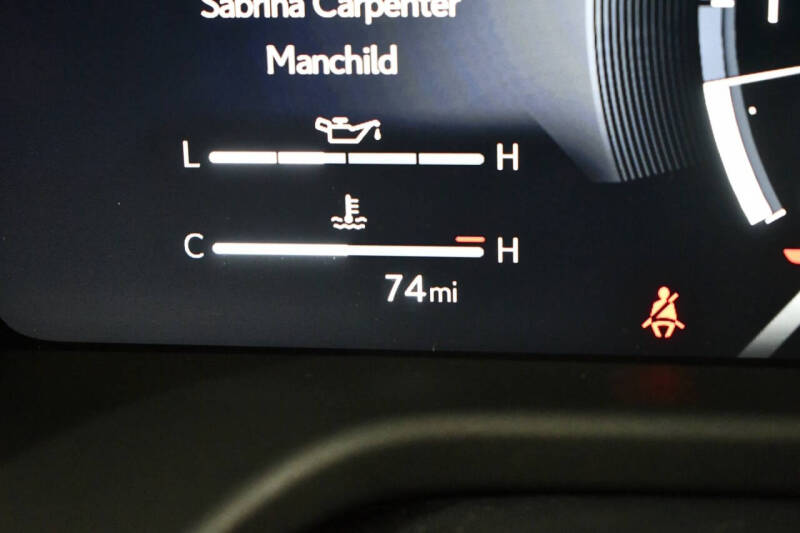 Sabrina Carpenter
Manchild
L H
C H
74mi